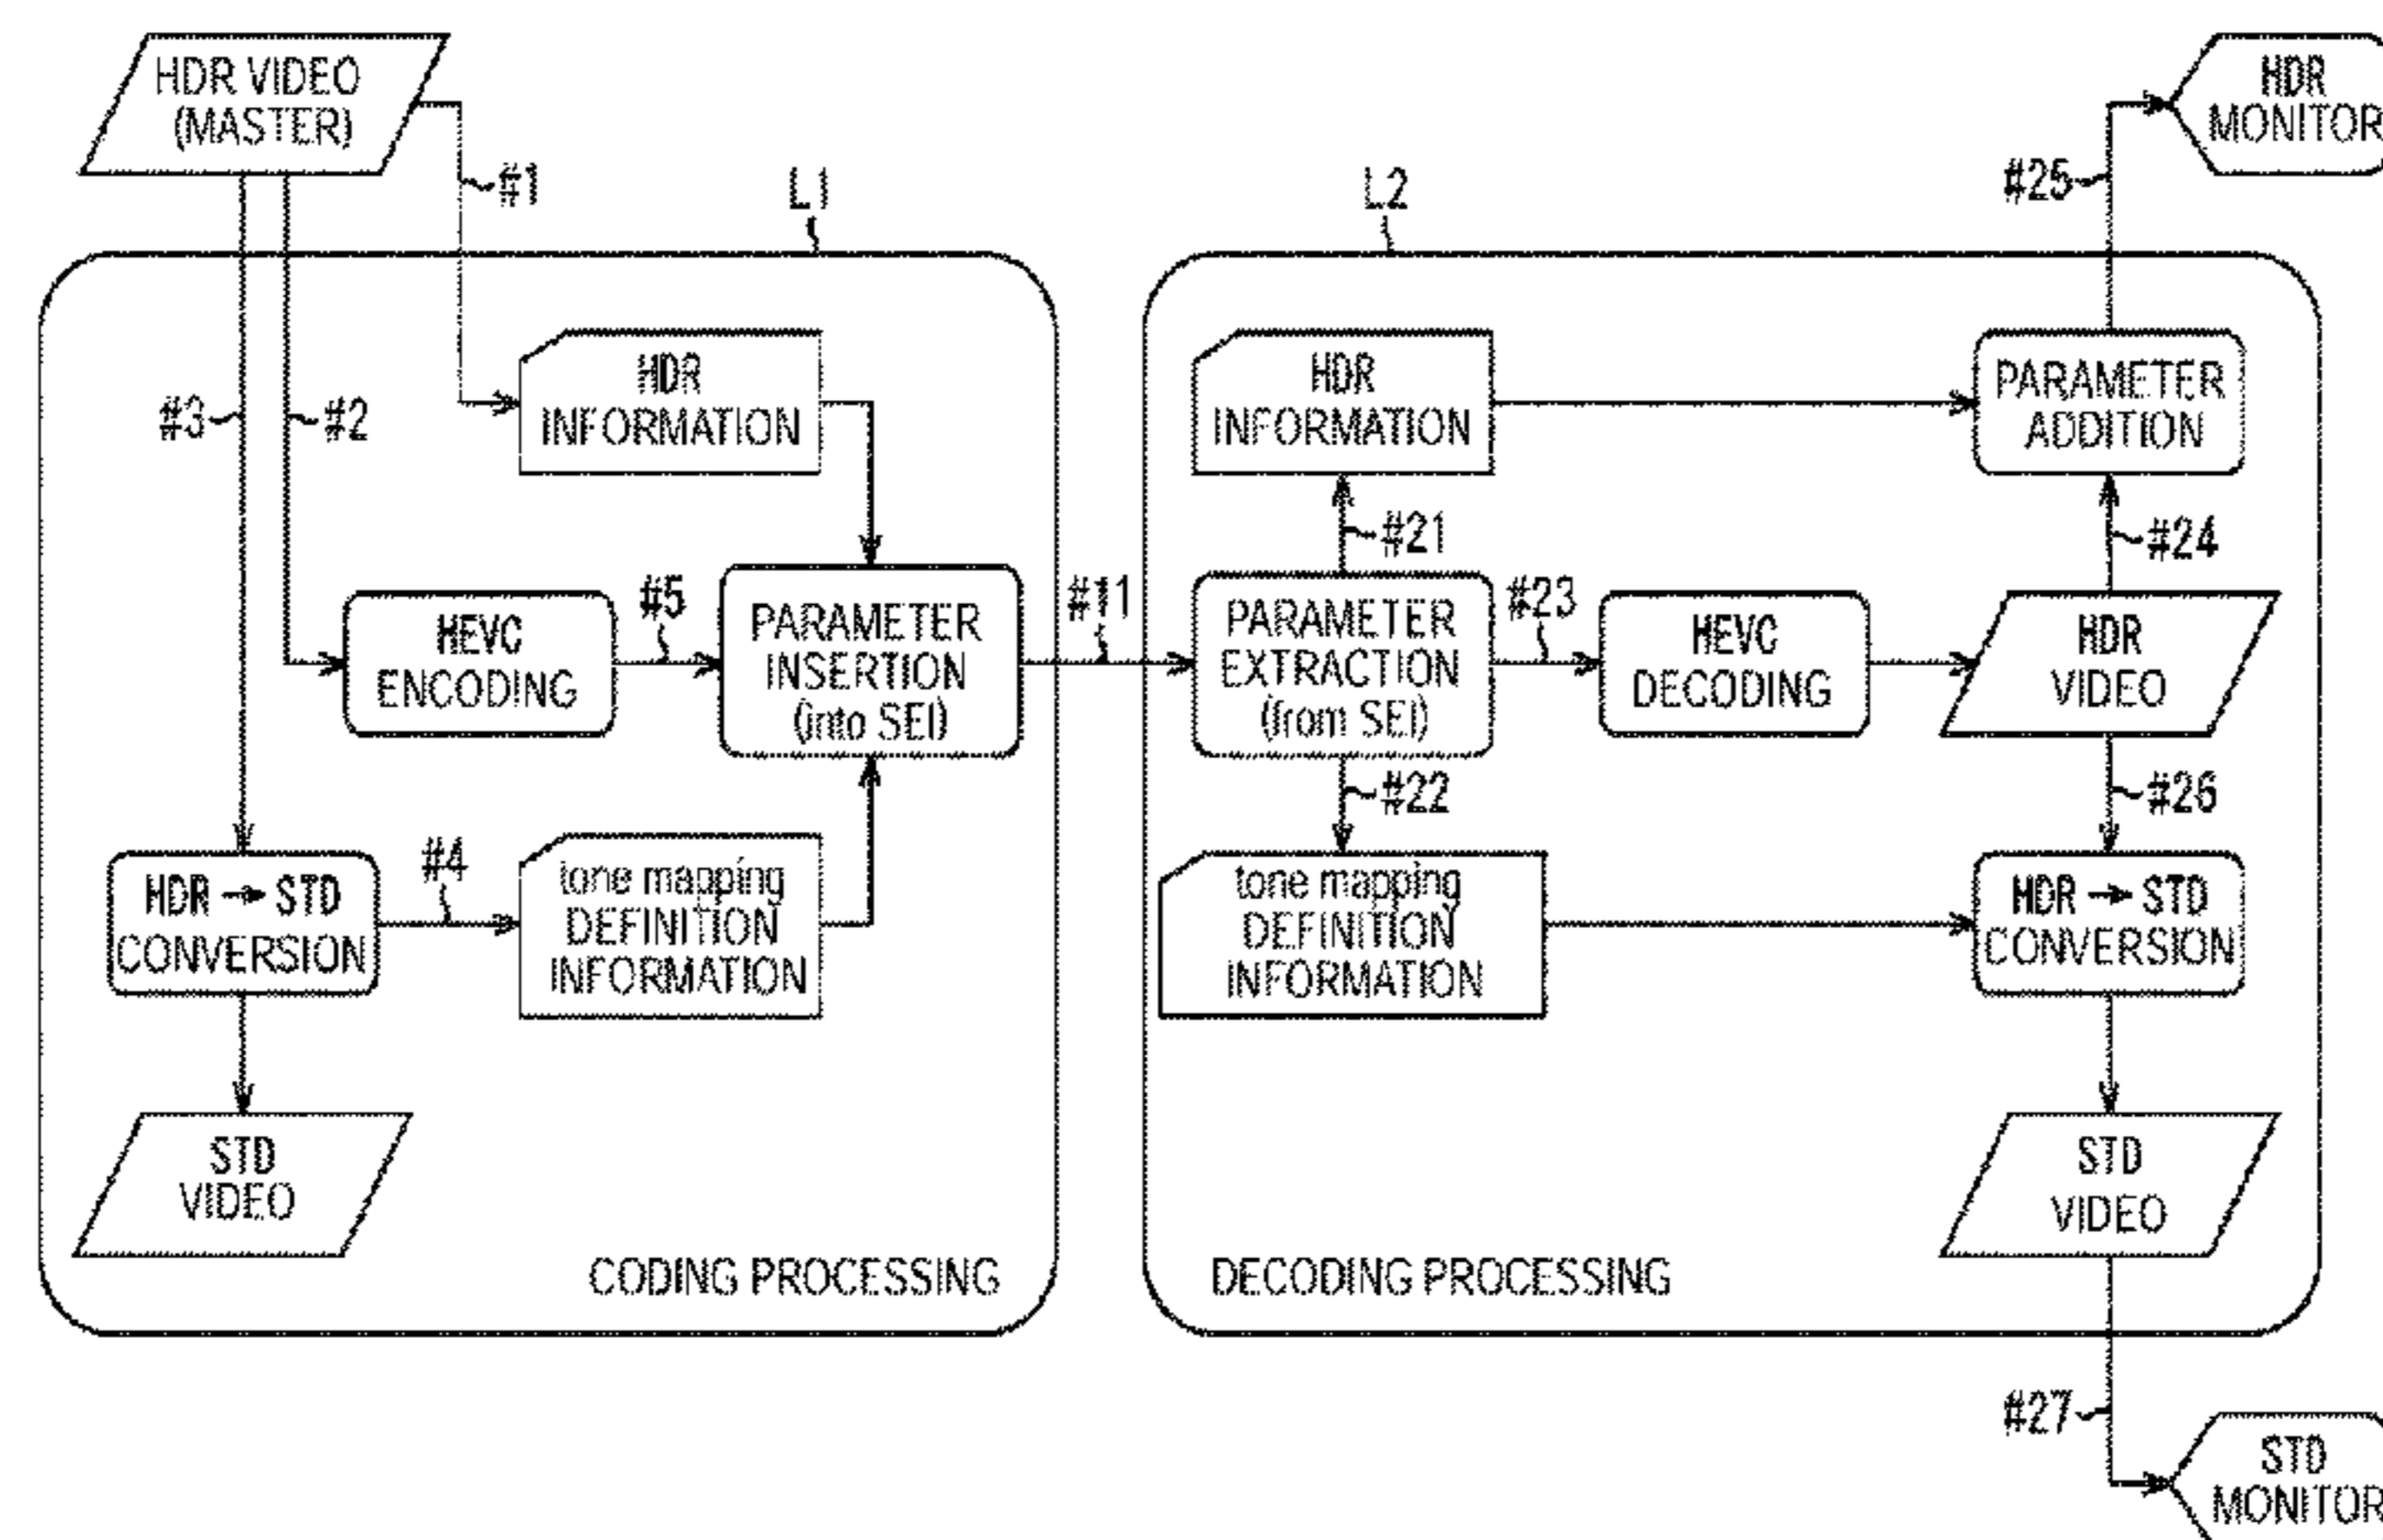 HDR VIDEO
(MASTER)
#1
L1
L2
#25
HDR
MONITOR
#3
#2
HDR
INFORMATION
HDR
INFORMATION
PARAMETER
ADDITION
#21
#24
HEVC
ENCODING
#5
PARAMETER
INSERTION
(into SEI)
#11
PARAMETER
EXTRACTION
(from SEI)
#23
HEVC
DECODING
HDR
VIDEO
#22
#26
HDR → STD
CONVERSION
#4
tone mapping
DEFINITION
INFORMATION
tone mapping
DEFINITION
INFORMATION
HDR → STD
CONVERSION
STD
VIDEO
STD
VIDEO
CODING PROCESSING
DECODING PROCESSING
#27
STD
MONITOR